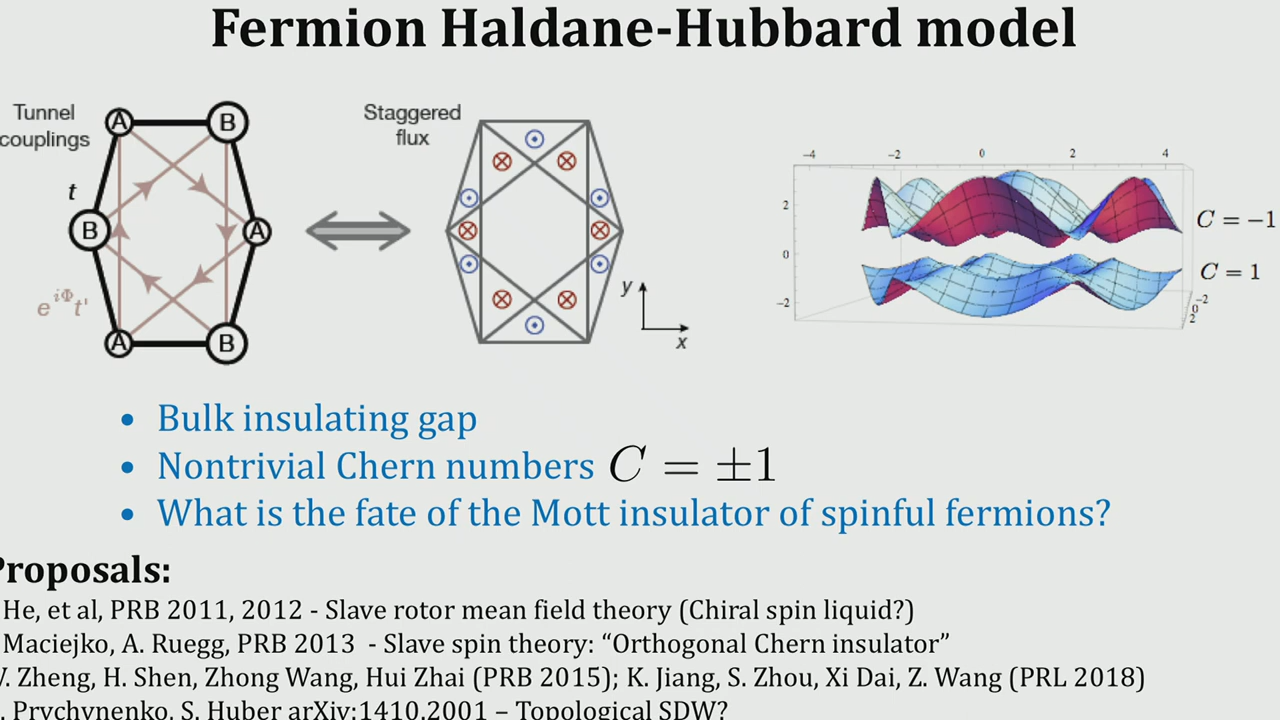 Fermion Haldane-Hubbard model
Tunnel
couplings
Staggered
flux
A
B
t
B
A
e^{iΦ}t'
A
B
y
x
-4 -2 0 2 4
2
0
-2
-2
0
2
C = −1
C = 1
• Bulk insulating gap
• Nontrivial Chern numbers C = ±1
• What is the fate of the Mott insulator of spinful fermions?
Proposals:
He, et al, PRB 2011, 2012 - Slave rotor mean field theory (Chiral spin liquid?)
Maciejko, A. Ruegg, PRB 2013 - Slave spin theory: “Orthogonal Chern insulator”
Zheng, H. Shen, Zhong Wang, Hui Zhai (PRB 2015); K. Jiang, S. Zhou, Xi Dai, Z. Wang (PRL 2018)
Prychynenko, S. Huber arXiv:1410.2001 – Topological SDW?